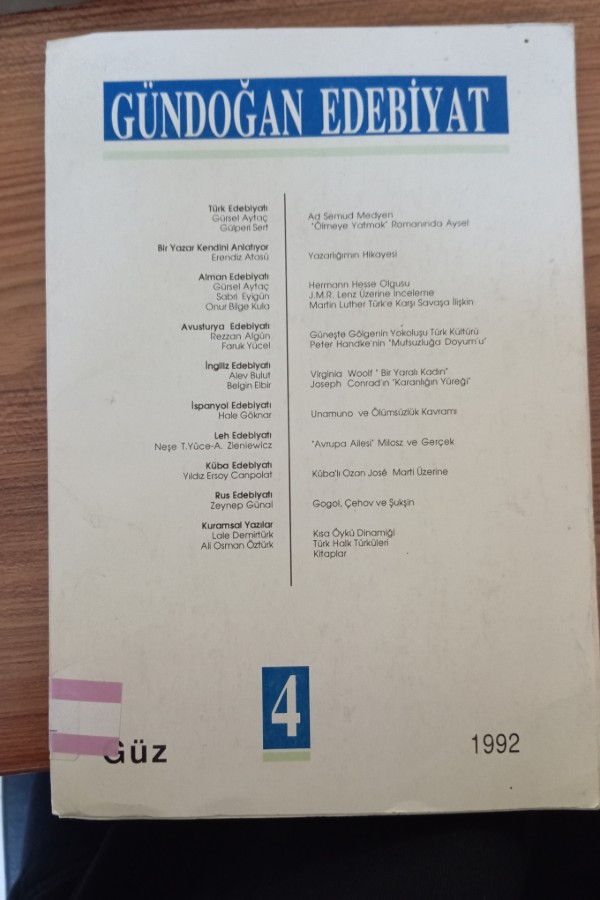 GÜNDOĞAN EDEBİYAT
Türk Edebiyatı
Gürsel Aytaç
Gülperi Sert
Ad Semud Medyen
"Ölmeye Yatmak" Romanında Aysel
Bir Yazar Kendini Anlatıyor
Erendiz Atasü
Yazarlığımın Hikayesi
Alman Edebiyatı
Gürsel Aytaç
Sabri Eyigün
Onur Bilge Kula
Hermann Hesse Olgusu
J.M.R. Lenz Üzerine İnceleme
Martin Luther Türk'e Karşı Savaşa İlişkin
Avusturya Edebiyatı
Rezzan Algün
Faruk Yücel
Güneşte Gölgenin Yokoluşu Türk Kültürü
Peter Handke'nin "Mutsuzluğa Doyum'u"
İngiliz Edebiyatı
Alev Bulut
Belgin Elbir
Virginia Woolf " Bir Yaralı Kadın"
Joseph Conrad'ın "Karanlığın Yüreği"
İspanyol Edebiyatı
Hale Göknar
Unamuno ve Ölümsüzlük Kavramı
Leh Edebiyatı
Neşe T.Yüce-A. Zieniewicz
"Avrupa Ailesi" Milosz ve Gerçek
Küba Edebiyatı
Yıldız Ersoy Canpolat
Küba'lı Ozan José Marti Üzerine
Rus Edebiyatı
Zeynep Günal
Gogol, Çehov ve Şukşin
Kuramsal Yazılar
Lale Demirtürk
Ali Osman Öztürk
Kısa Öykü Dinamiği
Türk Halk Türküleri
Kitaplar
4
Güz
1992